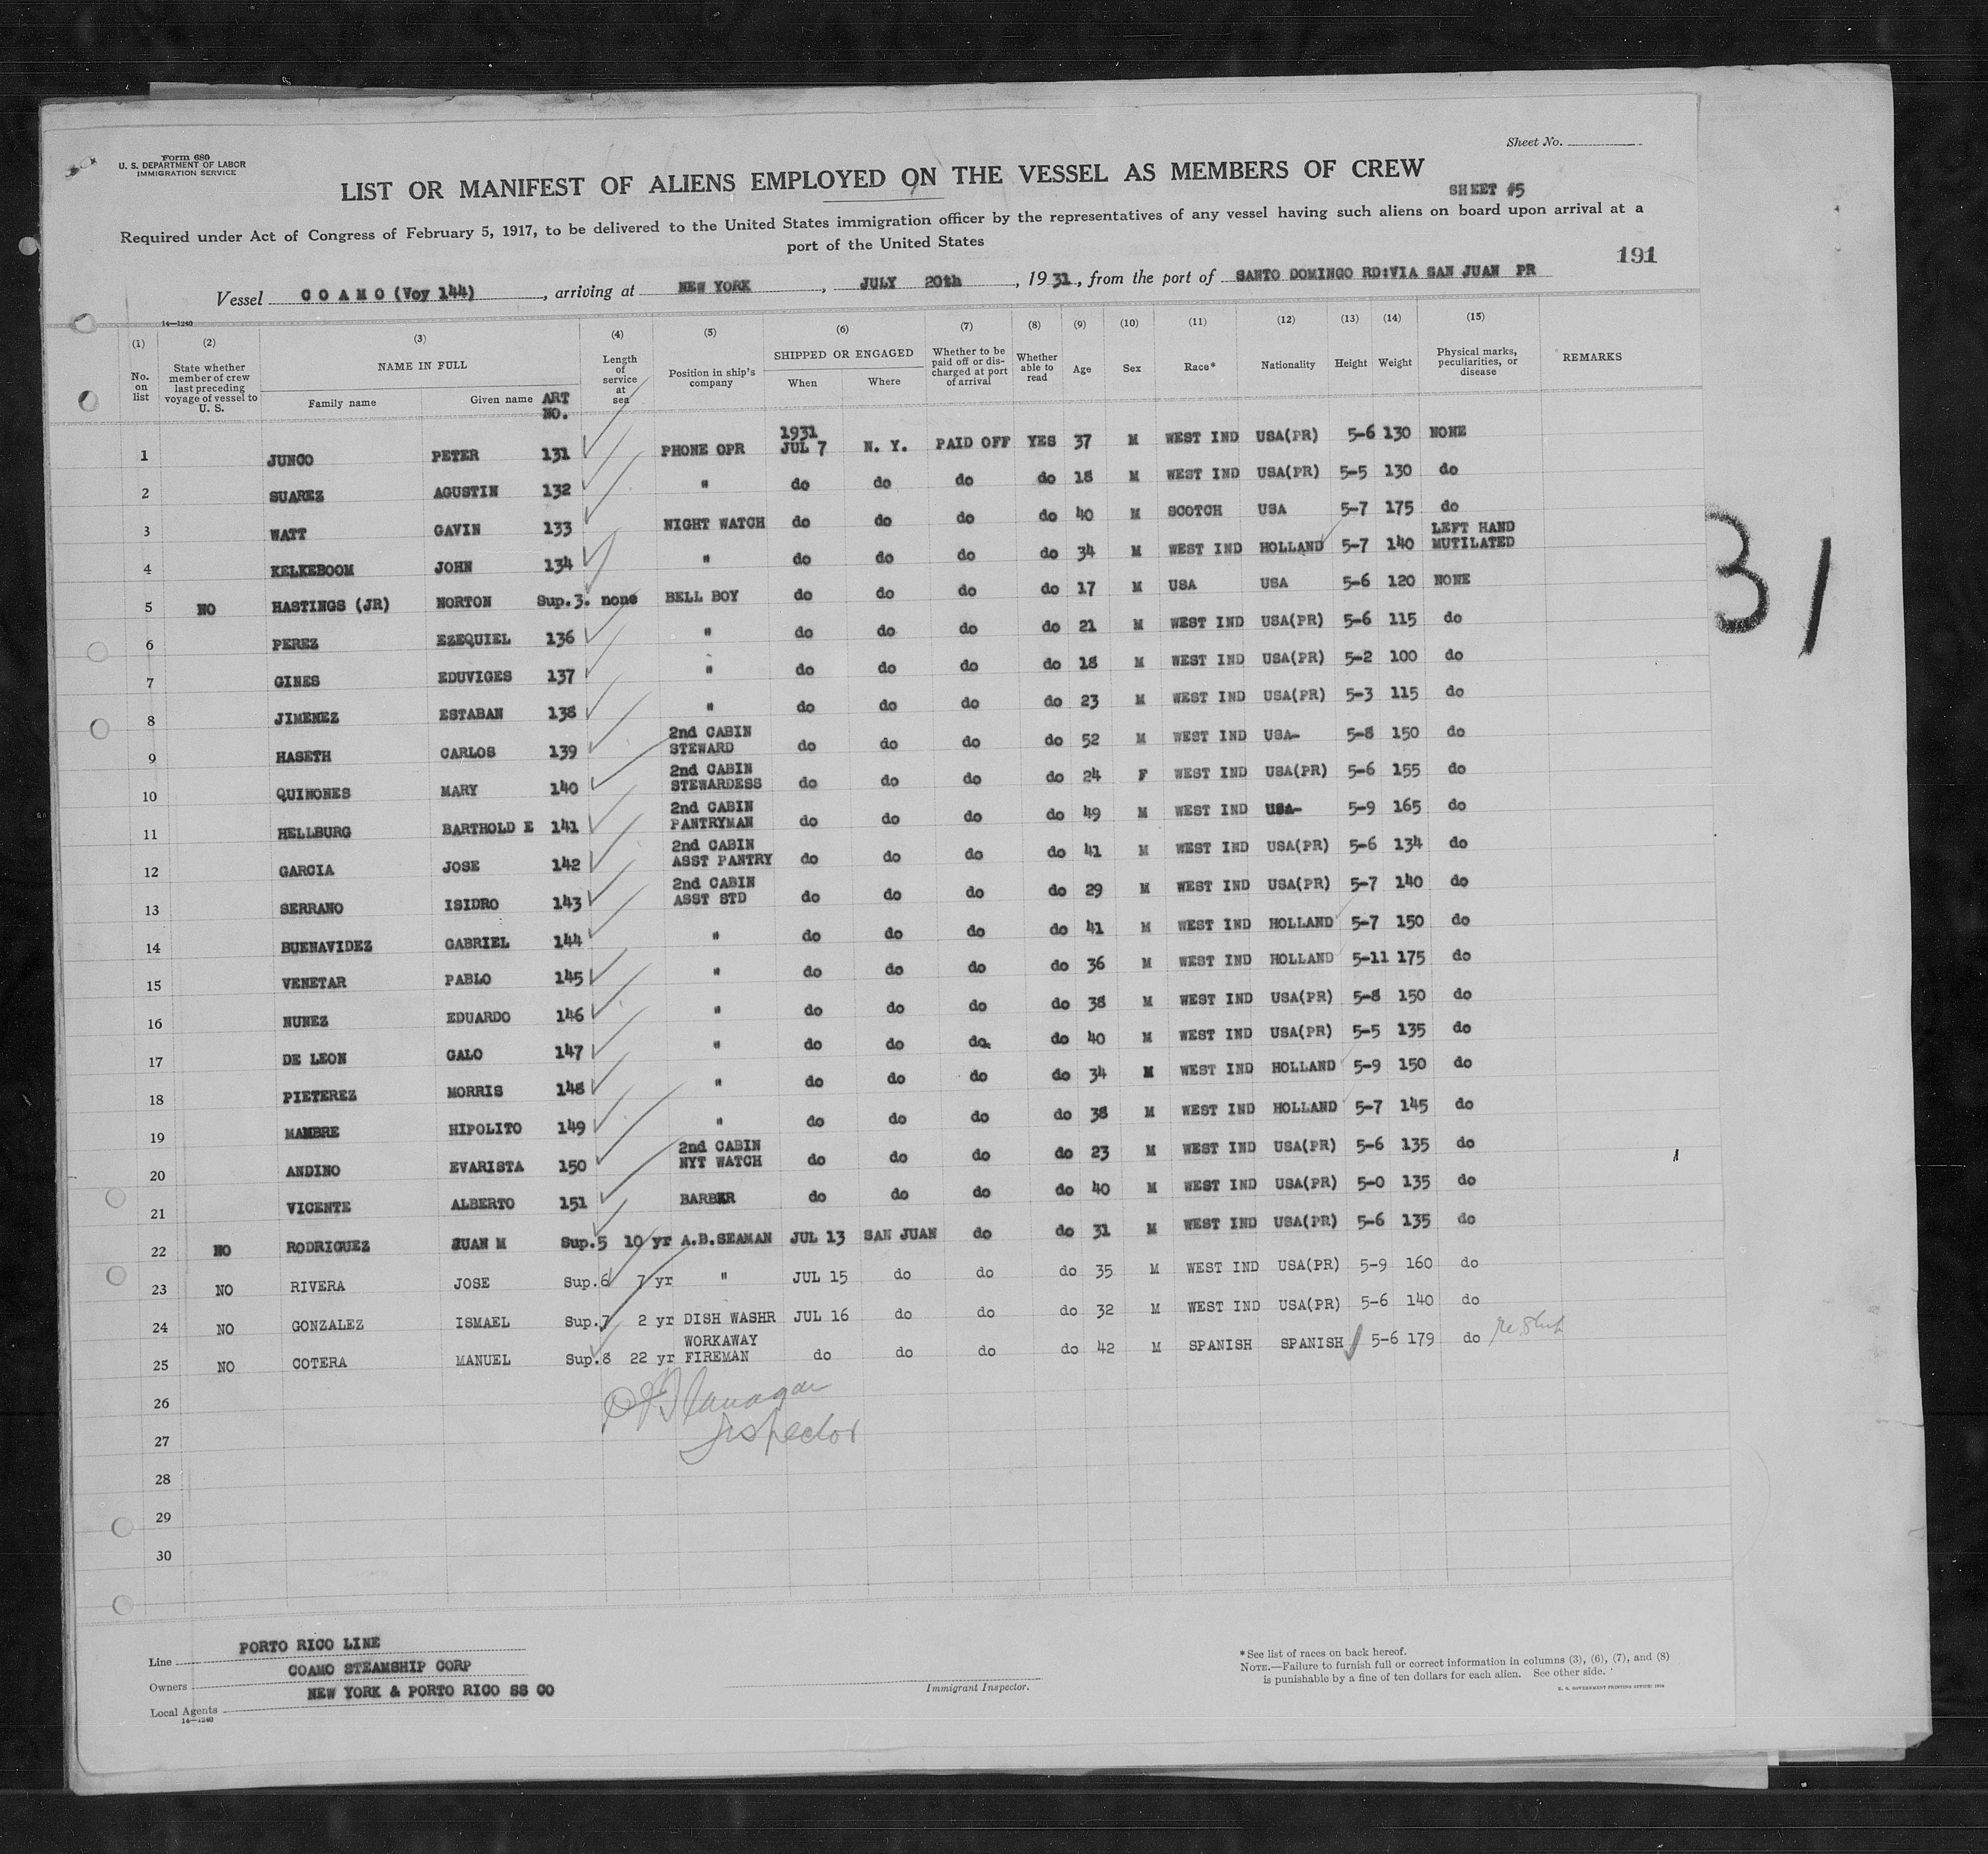 Form 680
U. S. DEPARTMENT OF LABOR
IMMIGRATION SERVICE
Sheet No.
LIST OR MANIFEST OF ALIENS EMPLOYED ON THE VESSEL AS MEMBERS OF CREW
SHEET #5
Required under Act of Congress of February 5, 1917, to be delivered to the United States immigration officer by the representatives of any vessel having such aliens on board upon arrival at a
port of the United States
191
Vessel C O A M O (Voy 144), arriving at NEW YORK, JULY 20th, 1931, from the port of SANTO DOMINGO RD:VIA SAN JUAN PR
14—1240
(1) (2) (3) (4) (5) (6) (7) (8) (9) (10) (11) (12) (13) (14) (15)
No. on list State whether member of crew last preceding voyage of vessel to U. S. NAME IN FULL Length of service at sea Position in ship's company SHIPPED OR ENGAGED Whether to be paid off or discharged at port of arrival Whether able to read Age Sex Race* Nationality Height Weight Physical marks, peculiarities, or disease REMARKS
Family name Given name ART NO. When Where
1 JUNCO PETER 131 PHONE OPR 1931 JUL 7 N. Y. PAID OFF YES 37 M WEST IND USA(PR) 5-6 130 NONE
2 SUAREZ AGUSTIN 132 " do do do do 18 M WEST IND USA(PR) 5-5 130 do
3 WATT GAVIN 133 NIGHT WATCH do do do do 40 M SCOTCH USA 5-7 175 do
4 KELKEBOOM JOHN 134 " do do do do 34 M WEST IND HOLLAND 5-7 140 LEFT HAND MUTILATED
5 NO HASTINGS (JR) NORTON Sup.3. none BELL BOY do do do do 17 M USA USA 5-6 120 NONE
6 PEREZ EZEQUIEL 136 " do do do do 21 M WEST IND USA(PR) 5-6 115 do
7 GINES EDUVIGES 137 " do do do do 18 M WEST IND USA(PR) 5-2 100 do
8 JIMENEZ ESTABAN 138 " do do do do 23 M WEST IND USA(PR) 5-3 115 do
9 HASETH CARLOS 139 2nd CABIN STEWARD do do do do 52 M WEST IND USA- 5-8 150 do
10 QUINONES MARY 140 2nd CABIN STEWARDESS do do do do 24 F WEST IND USA(PR) 5-6 155 do
11 HELLBURG BARTHOLD E 141 2nd CABIN PANTRYMAN do do do do 49 M WEST IND USA- 5-9 165 do
12 GARCIA JOSE 142 2nd CABIN ASST PANTRY do do do do 41 M WEST IND USA(PR) 5-6 134 do
13 SERRANO ISIDRO 143 2nd CABIN ASST STD do do do do 29 M WEST IND USA(PR) 5-7 140 do
14 BUENAVIDEZ GABRIEL 144 " do do do do 41 M WEST IND HOLLAND 5-7 150 do
15 VENETAR PABLO 145 " do do do do 36 M WEST IND HOLLAND 5-11 175 do
16 NUNEZ EDUARDO 146 " do do do do 38 M WEST IND USA(PR) 5-8 150 do
17 DE LEON GALO 147 " do do do. do 40 M WEST IND USA(PR) 5-5 135 do
18 PIETEREZ MORRIS 148 " do do do do 34 M WEST IND HOLLAND 5-9 150 do
19 MAMBRE HIPOLITO 149 " do do do do 38 M WEST IND HOLLAND 5-7 145 do
20 ANDINO EVARISTA 150 2nd CABIN NYT WATCH do do do do 23 M WEST IND USA(PR) 5-6 135 do
21 VICENTE ALBERTO 151 BARBER do do do do 40 M WEST IND USA(PR) 5-0 135 do
22 NO RODRIGUEZ JUAN M Sup.5 10 yr A.B.SEAMAN JUL 13 SAN JUAN do do 31 M WEST IND USA(PR) 5-6 135 do
23 NO RIVERA JOSE Sup.6 7 yr " JUL 15 do do do 35 M WEST IND USA(PR) 5-9 160 do
24 NO GONZALEZ ISMAEL Sup.7 2 yr DISH WASHR JUL 16 do do do 32 M WEST IND USA(PR) 5-6 140 do
25 NO COTERA MANUEL Sup.8 22 yr WORKAWAY FIREMAN do do do do 42 M SPANISH SPANISH 5-6 179 do
26
27 Inspector
28
29
30
31
Line PORTO RICO LINE
Owners COAMO STEAMSHIP CORP
Local Agents NEW YORK & PORTO RICO SS CO
14—1240
Immigrant Inspector.
*See list of races on back hereof.
NOTE.—Failure to furnish full or correct information in columns (3), (6), (7), and (8)
is punishable by a fine of ten dollars for each alien. See other side.